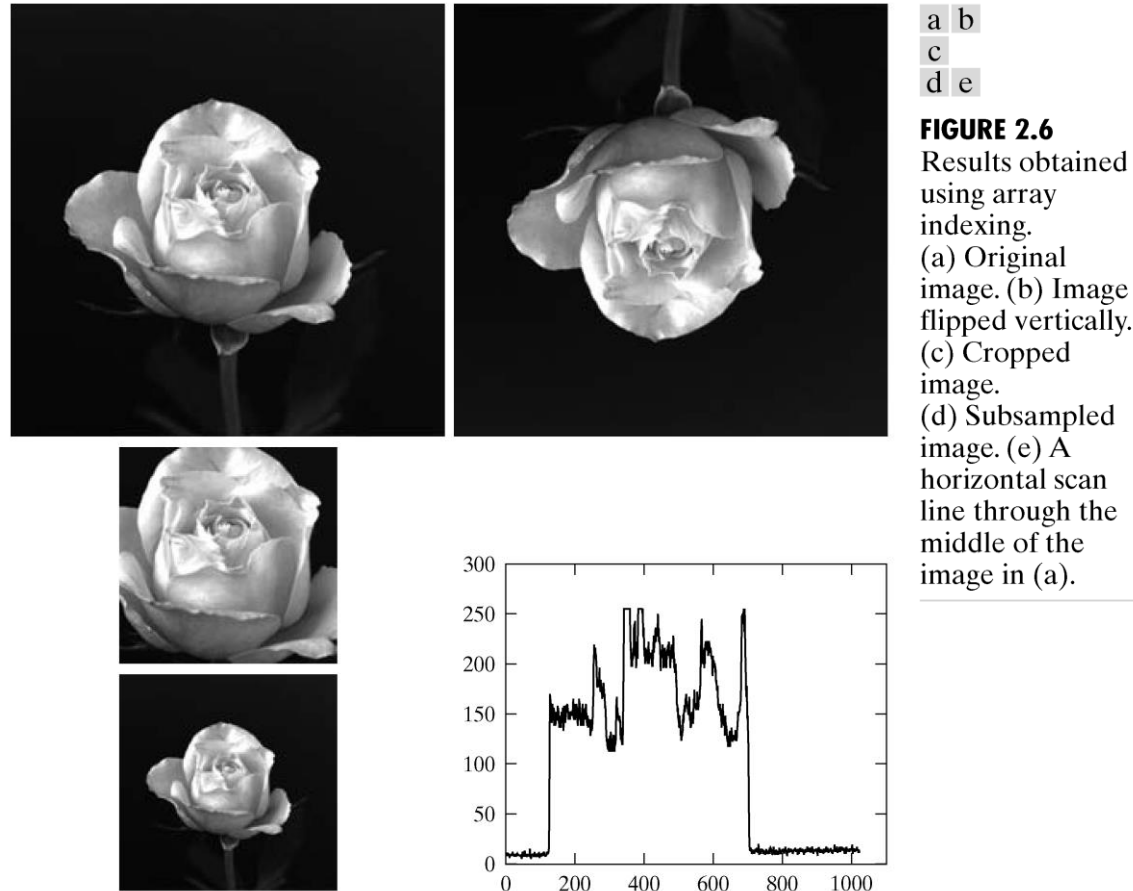 a b
c
d e
FIGURE 2.6
Results obtained
using array
indexing.
(a) Original
image. (b) Image
flipped vertically.
(c) Cropped
image.
(d) Subsampled
image. (e) A
horizontal scan
line through the
middle of the
image in (a).
300
250
200
150
100
50
0
0 200 400 600 800 1000